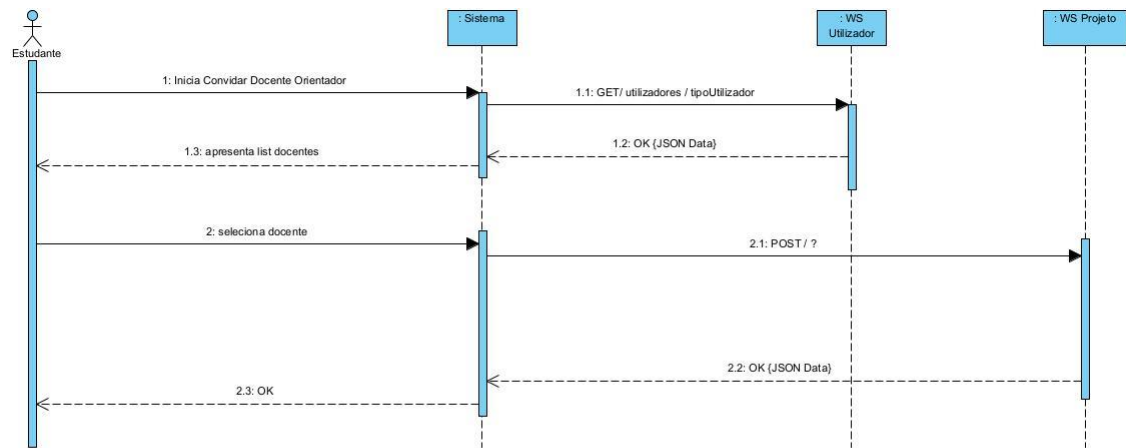 : Sistema
: WS
Utilizador
: WS Projeto
Estudante
1: Inicia Convidar Docente Orientador
1.1: GET/ utilizadores / tipoUtilizador
1.2: OK {JSON Data}
1.3: apresenta list docentes
2: seleciona docente
2.1: POST / ?
2.2: OK {JSON Data}
2.3: OK